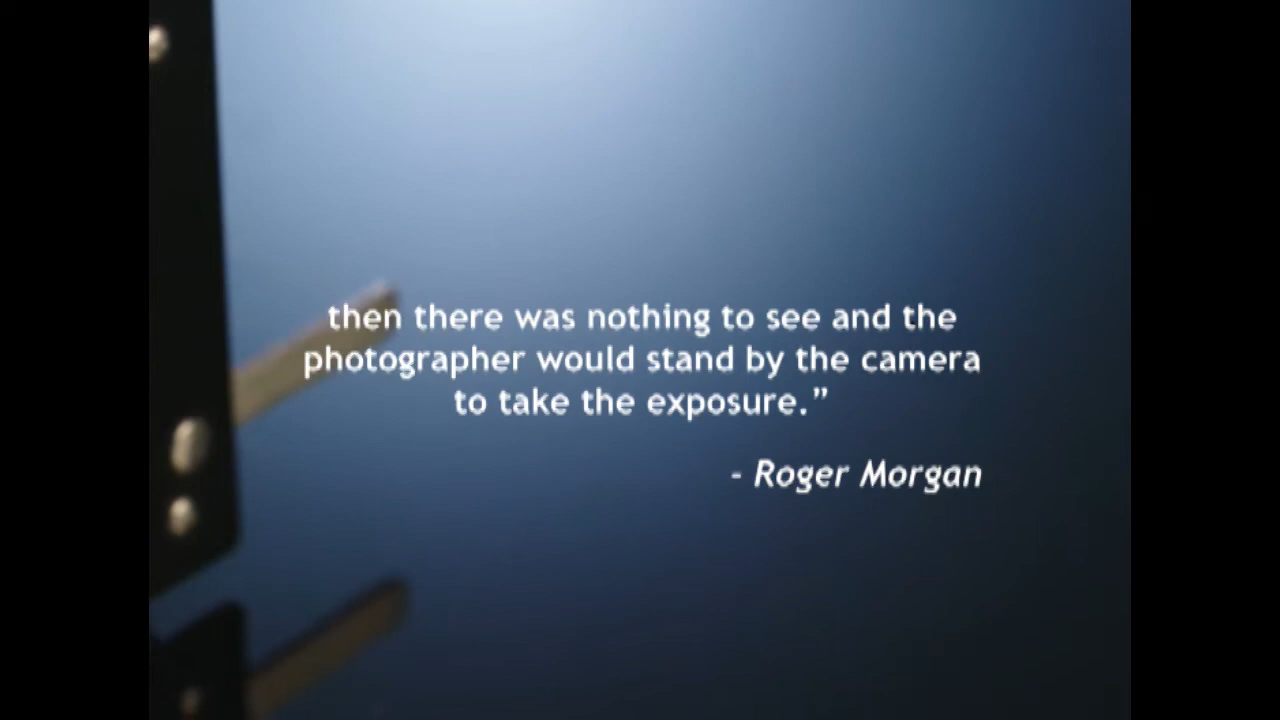 then there was nothing to see and the
photographer would stand by the camera
to take the exposure.”
- Roger Morgan